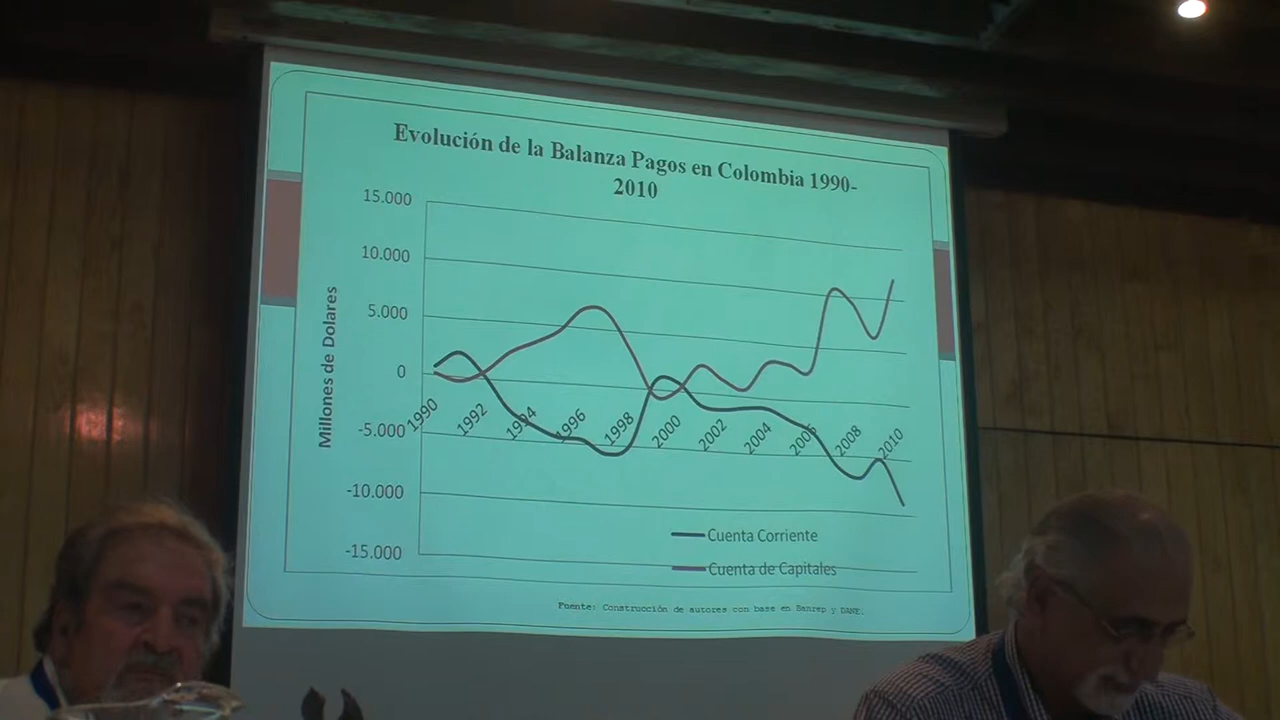 Evolución de la Balanza Pagos en Colombia 1990-
2010
Millones de Dolares
15.000
10.000
5.000
0
-5.000
-10.000
-15.000
1990 1992 1994 1996 1998 2000 2002 2004 2006 2008 2010
Cuenta Corriente
Cuenta de Capitales
Fuente: Construcción de autores con base en Banrep y DANE.